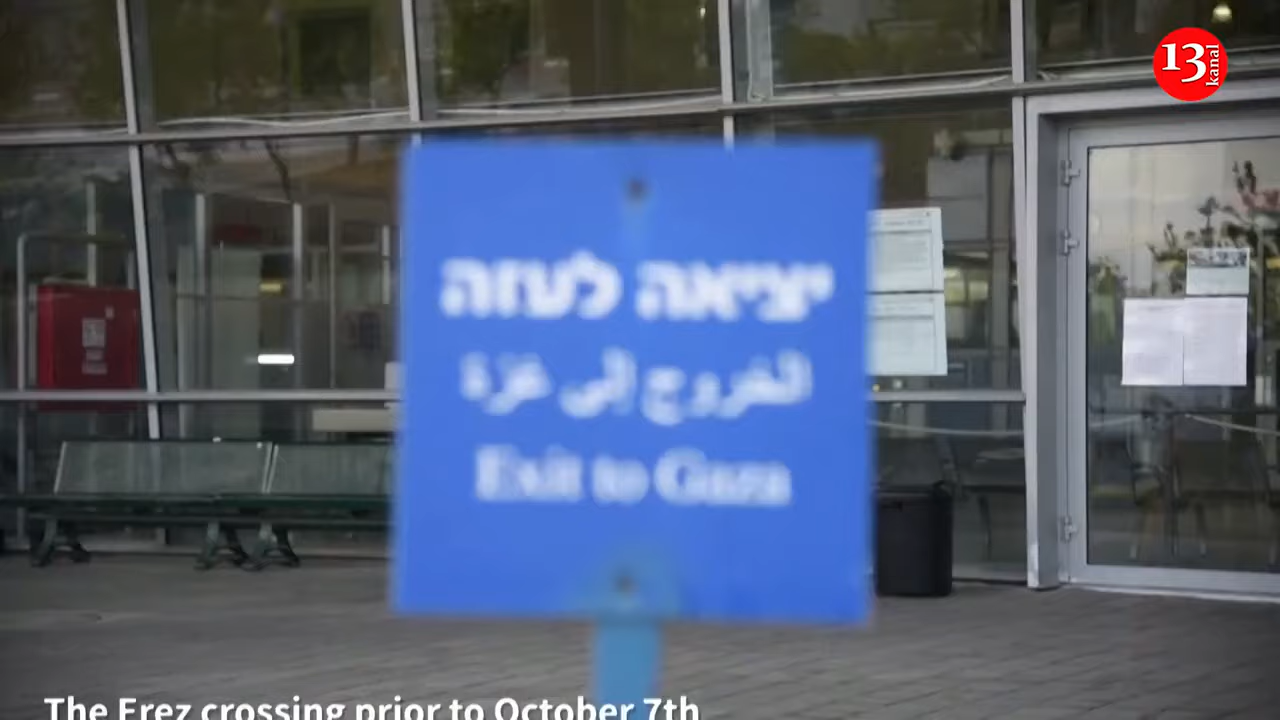 13
kanal
יציאה לעזה
الخروج إلى غزة
Exit to Gaza
The Erez crossing prior to October 7th